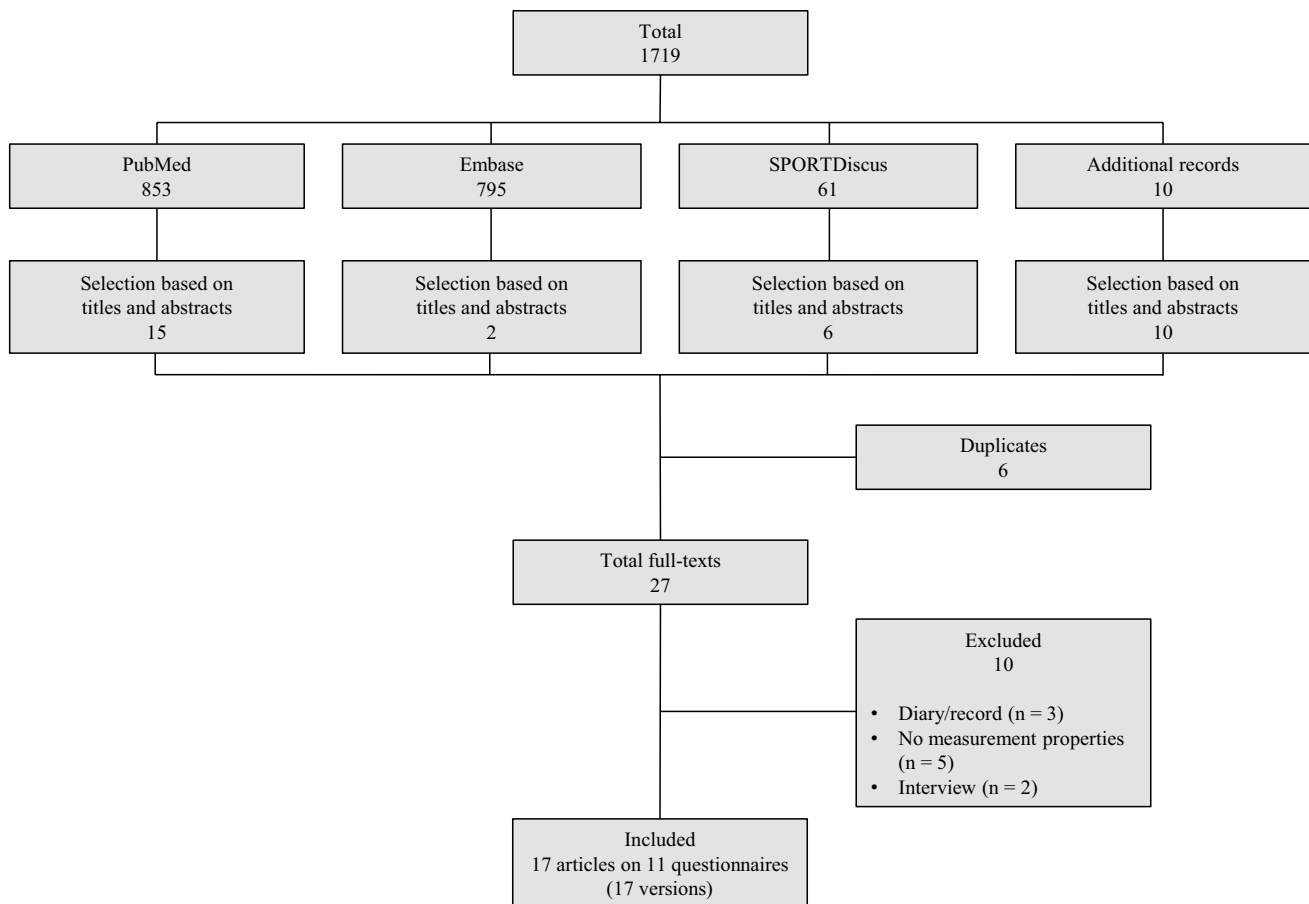 Total
1719
PubMed
853
Embase
795
SPORTDiscus
61
Additional records
10
Selection based on
titles and abstracts
15
Selection based on
titles and abstracts
2
Selection based on
titles and abstracts
6
Selection based on
titles and abstracts
10
Duplicates
6
Total full-texts
27
Excluded
10
• Diary/record (n = 3)
• No measurement properties
(n = 5)
• Interview (n = 2)
Included
17 articles on 11 questionnaires
(17 versions)